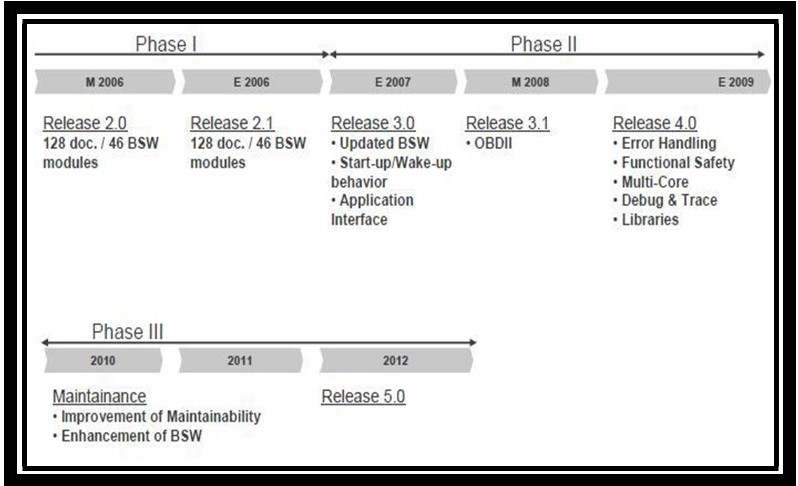 Phase I
Phase II
M 2006
E 2006
E 2007
M 2008
E 2009
Release 2.0
128 doc. / 46 BSW
modules
Release 2.1
128 doc. / 46 BSW
modules
Release 3.0
• Updated BSW
• Start-up/Wake-up
behavior
• Application
Interface
Release 3.1
• OBDII
Release 4.0
• Error Handling
• Functional Safety
• Multi-Core
• Debug & Trace
• Libraries
Phase III
2010
2011
2012
Maintainance
• Improvement of Maintainability
• Enhancement of BSW
Release 5.0